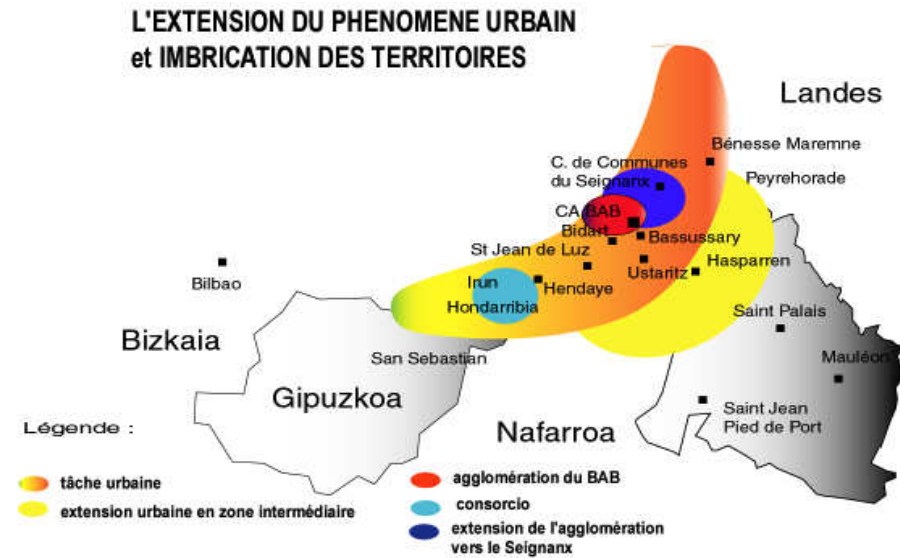 L'EXTENSION DU PHENOMENE URBAIN
et IMBRICATION DES TERRITOIRES
Landes
Bénesse Maremne
C. de Communes
du Seignanx
Peyrehorade
CA BAB
Bidart
Bassussary
St Jean de Luz
Ustaritz
Hasparren
Bilbao
Irun
Hendaye
Hondarribia
Saint Palais
Bizkaia
San Sebastian
Mauléon
Gipuzkoa
Saint Jean
Pied de Port
Nafarroa
Légende :
tâche urbaine
extension urbaine en zone intermédiaire
agglomération du BAB
consorcio
extension de l'agglomération
vers le Seignanx